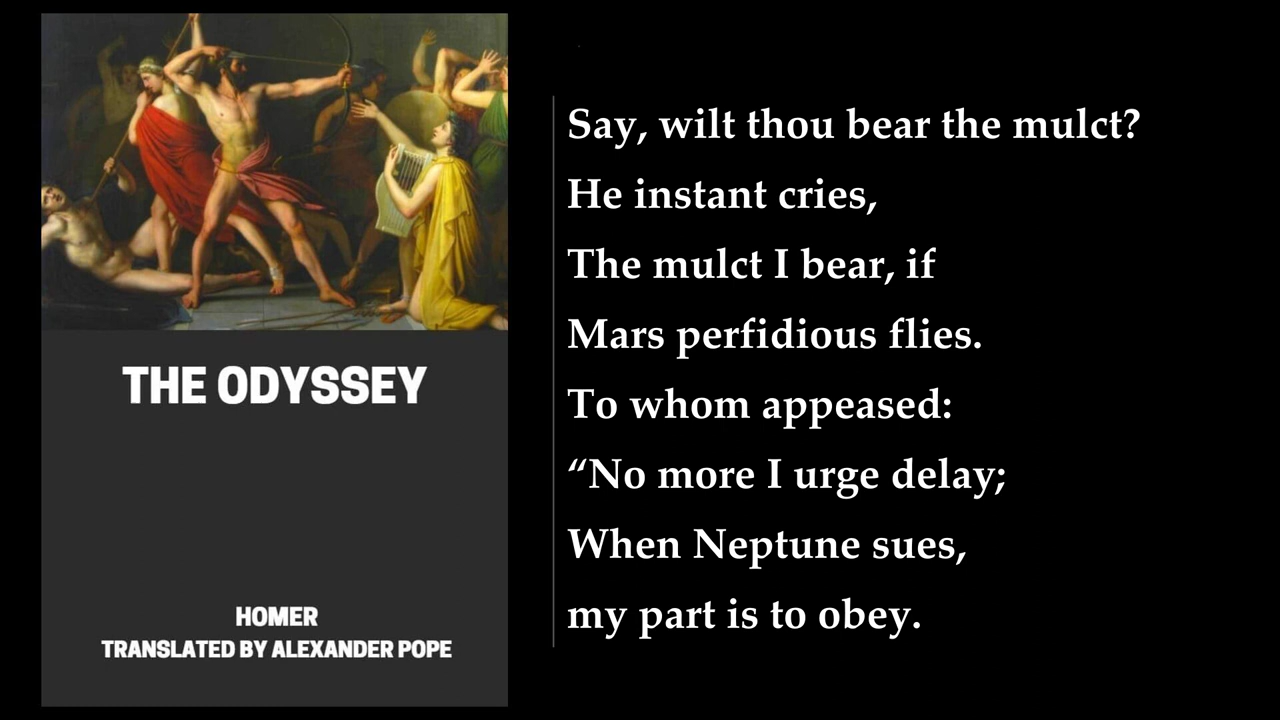 THE ODYSSEY
HOMER
TRANSLATED BY ALEXANDER POPE
Say, wilt thou bear the mulct?
He instant cries,
The mulct I bear, if
Mars perfidious flies.
To whom appeased:
“No more I urge delay;
When Neptune sues,
my part is to obey.